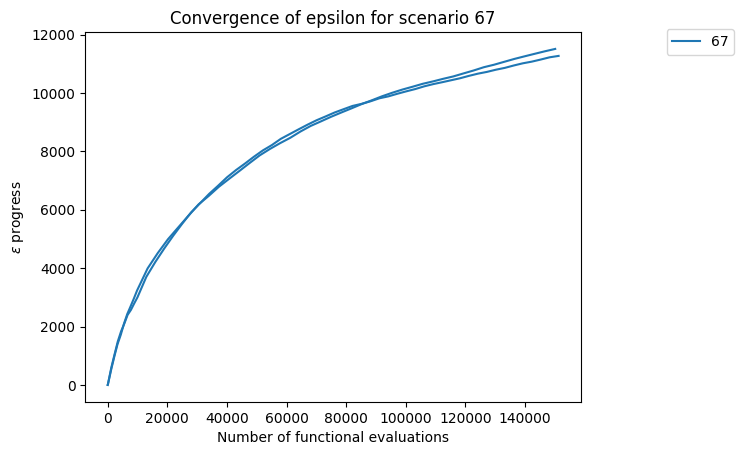 Convergence of epsilon for scenario 67
67
12000
10000
8000
6000
4000
2000
0
ε progress
0 20000 40000 60000 80000 100000 120000 140000
Number of functional evaluations